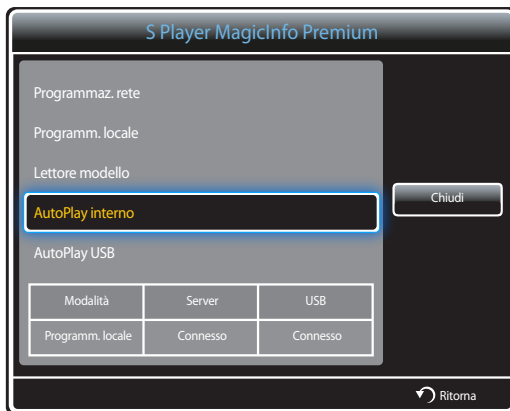 S Player MagicInfo Premium
Programmaz. rete
Programm. locale
Lettore modello
AutoPlay interno
Chiudi
AutoPlay USB
Modalità Server USB
Programm. locale Connesso Connesso
Ritorna